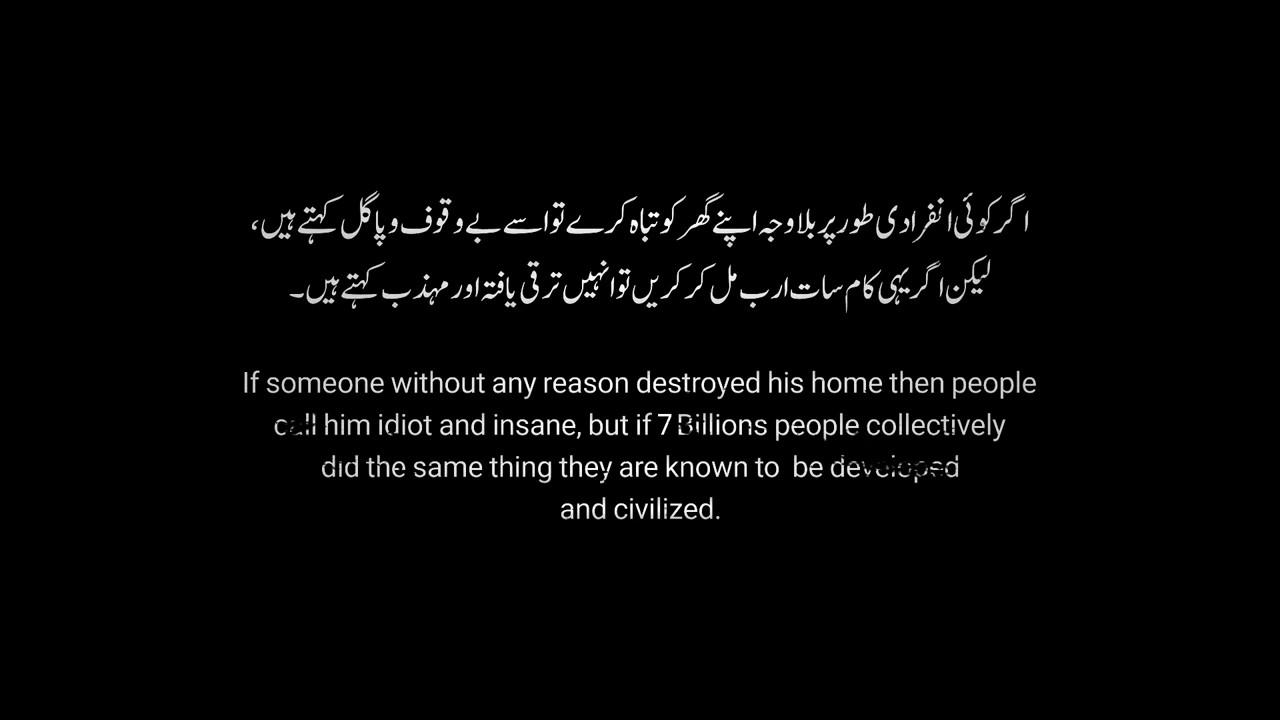 اگر کوئی انفرادی طور پر بلا وجہ اپنے گھر کو تباہ کرے تو اسے بے وقوف و پاگل کہتے ہیں،
لیکن اگر یہی کام سات ارب مل کر کریں تو انہیں ترقی یافتہ اور مہذب کہتے ہیں۔
If someone without any reason destroyed his home then people
call him idiot and insane, but if 7 Billions people collectively
did the same thing they are known to be developed
and civilized.